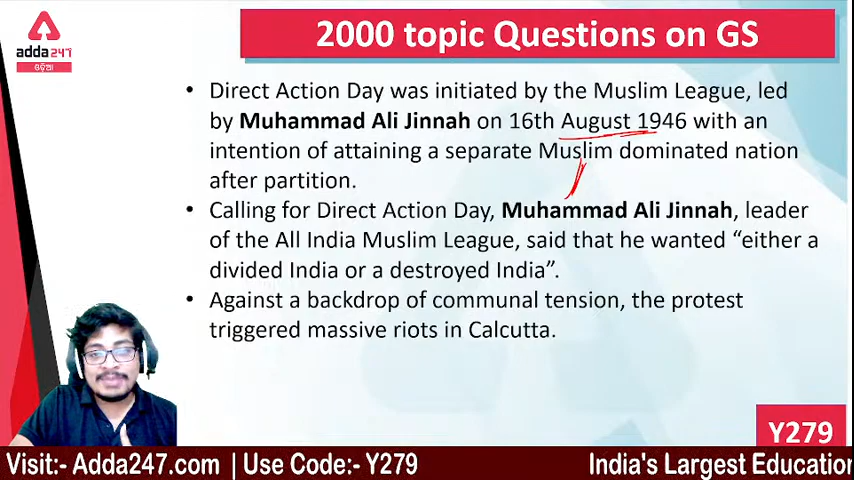 adda247
ଓଡ଼ିଆ
2000 topic Questions on GS
• Direct Action Day was initiated by the Muslim League, led
by Muhammad Ali Jinnah on 16th August 1946 with an
intention of attaining a separate Muslim dominated nation
after partition.
• Calling for Direct Action Day, Muhammad Ali Jinnah, leader
of the All India Muslim League, said that he wanted “either a
divided India or a destroyed India”.
• Against a backdrop of communal tension, the protest
triggered massive riots in Calcutta.
Y279
Visit:- Adda247.com | Use Code:- Y279 India's Largest Education